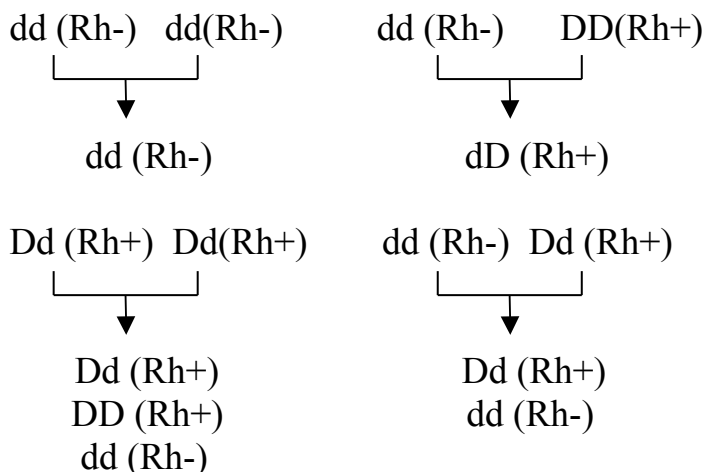 dd (Rh-) dd(Rh-)
dd (Rh-)
dd (Rh-) DD(Rh+)
dD (Rh+)
Dd (Rh+) Dd(Rh+)
Dd (Rh+)
DD (Rh+)
dd (Rh-)
dd (Rh-) Dd (Rh+)
Dd (Rh+)
dd (Rh-)